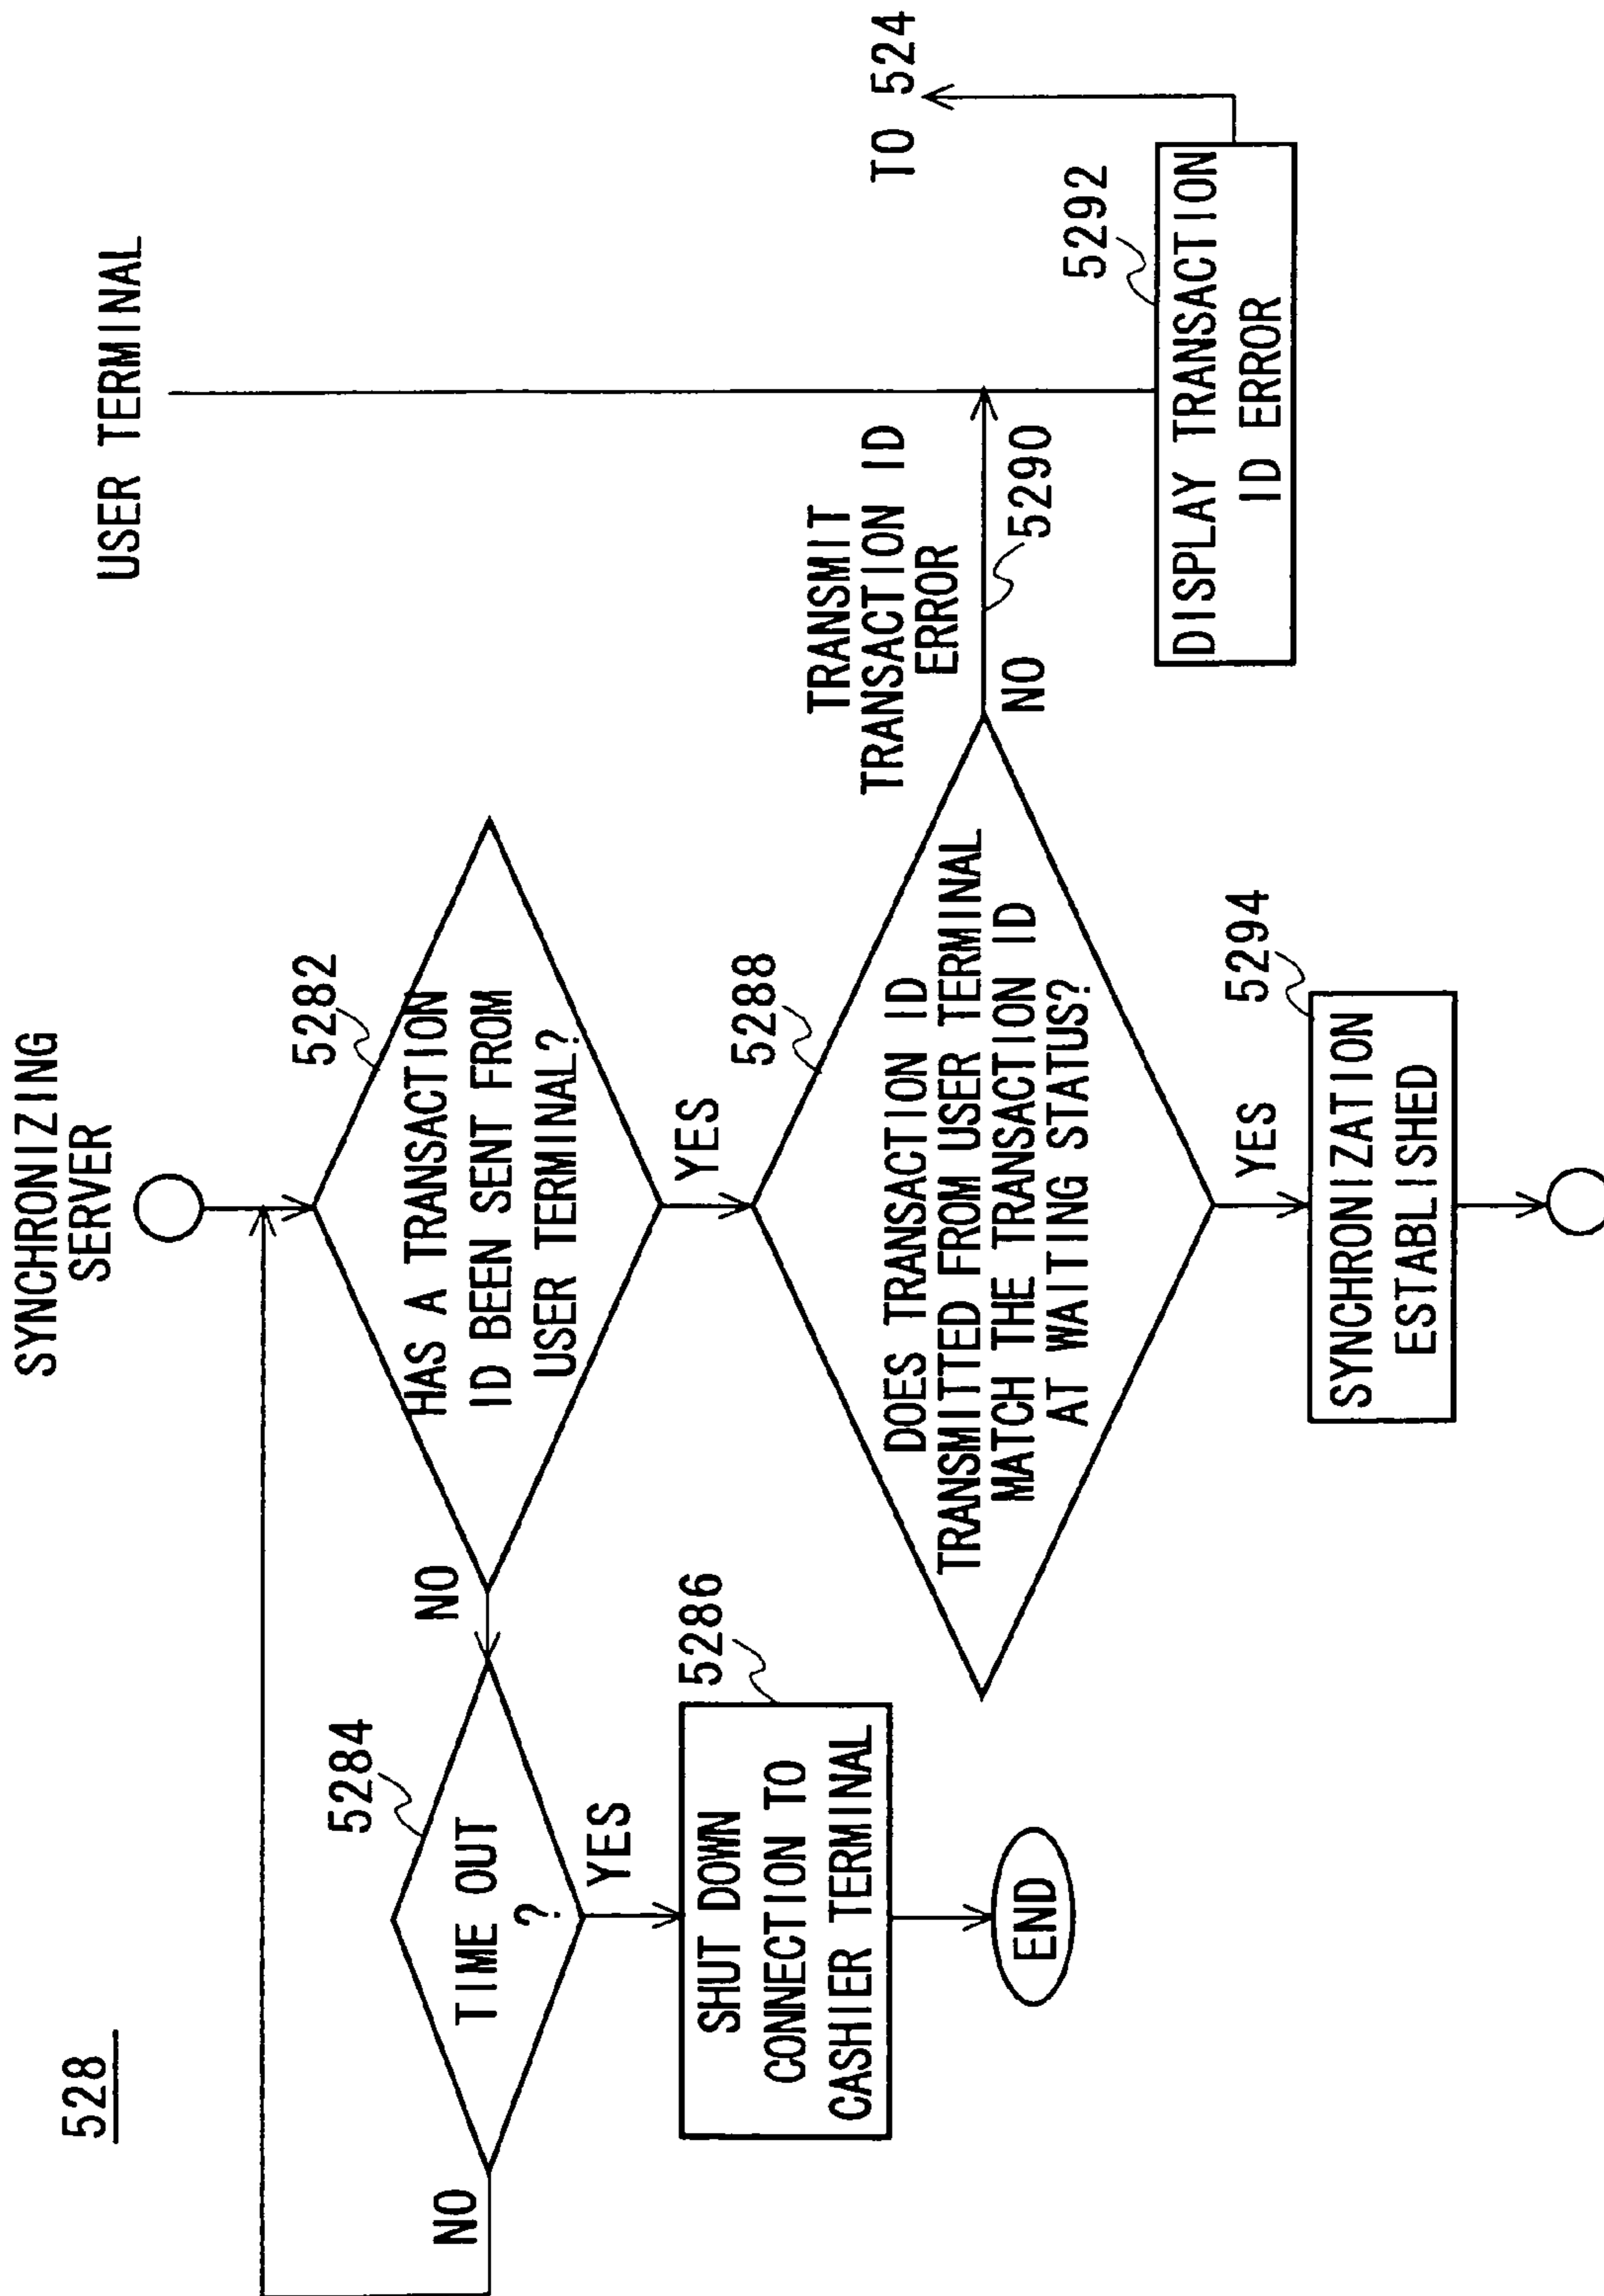 528
SYNCHRONIZING
SERVER
USER TERMINAL
5282
HAS A TRANSACTION
ID BEEN SENT FROM
USER TERMINAL?
NO
YES
5284
TIME OUT
?
NO
YES
5286
SHUT DOWN
CONNECTION TO
CASHIER TERMINAL
END
5288
DOES TRANSACTION ID
TRANSMITTED FROM USER TERMINAL
MATCH THE TRANSACTION ID
AT WAITING STATUS?
NO
YES
TRANSMIT
TRANSACTION ID
ERROR
5290
TO 524
5292
DISPLAY TRANSACTION
ID ERROR
5294
SYNCHRONIZATION
ESTABLISHED